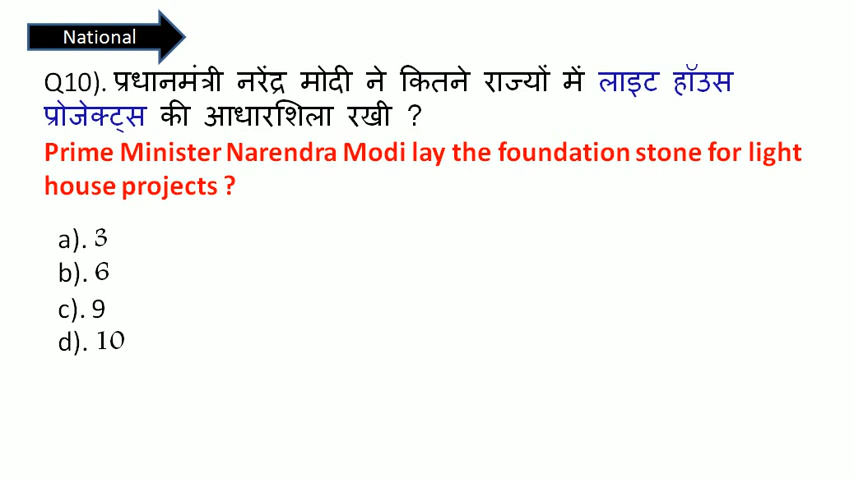 National
Q10). प्रधानमंत्री नरेंद्र मोदी ने कितने राज्यों में लाइट हॉउस
प्रोजेक्ट्स की आधारशिला रखी ?
Prime Minister Narendra Modi lay the foundation stone for light
house projects ?
a). 3
b). 6
c). 9
d). 10